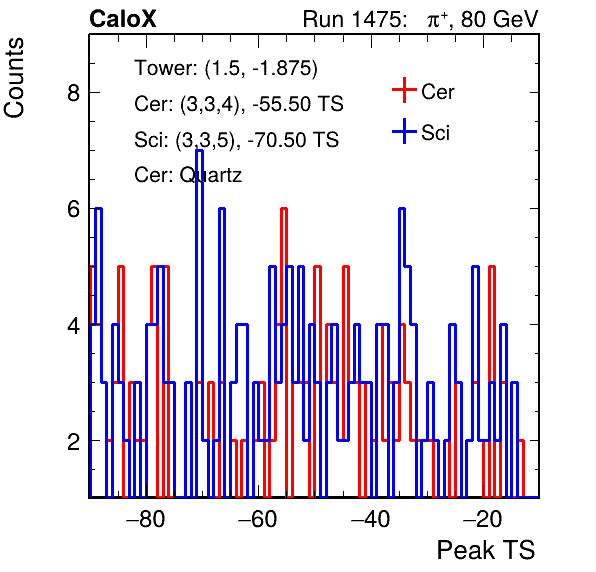 CaloX Run 1475: π⁺, 80 GeV
Counts
Tower: (1.5, -1.875)
Cer: (3,3,4), -55.50 TS
Sci: (3,3,5), -70.50 TS
Cer: Quartz
Cer
Sci
8
6
4
2
−80 −60 −40 −20
Peak TS